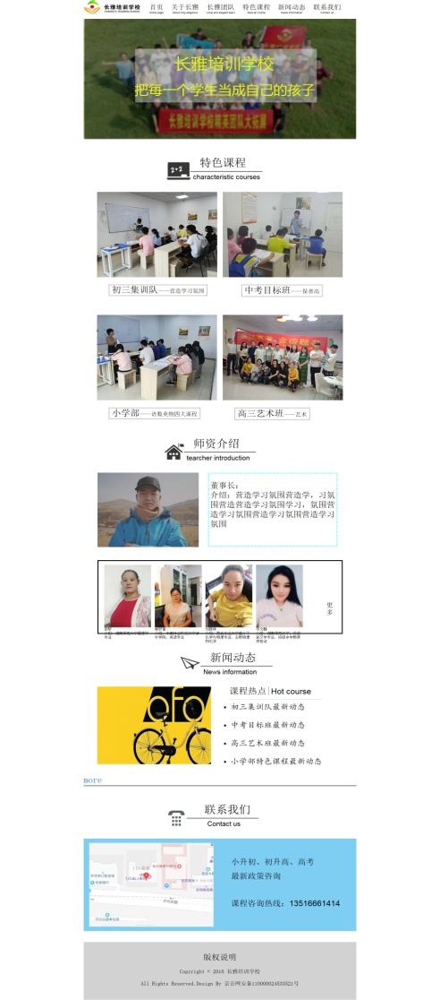 长雅培训学校
首页 关于长雅 长雅团队 特色课程 新闻动态 联系我们
Home page About long elegance Long and elegant team Special course News information Contact us
长雅培训学校
把每一个学生当成自己的孩子
长雅培训学校精英团队大拓展
特色课程
characteristic courses
初三集训队——营造学习氛围
中考目标班——保普高
小学部——语数英物四大课程
高三艺术班——艺术
师资介绍
tearcher introduction
董事长:
介绍: 营造学习氛围营造学, 习氛
围营造营造学习氛围学习, 氛围营
造学习氛围营造学习氛围营造学习
氛围
更多
新闻动态
News information
ofo
课程热点 Hot course
• 初三集训队最新动态
• 中考目标班最新动态
• 高三艺术班最新动态
• 小学部特色课程最新动态
more
联系我们
Contact us
小升初、初升高、高考
最新政策咨询
课程咨询热线：13516661414
版权说明
Copyright © 2018 长雅培训学校
All Rights Reserved.Design By 京公网安备11000024533521号